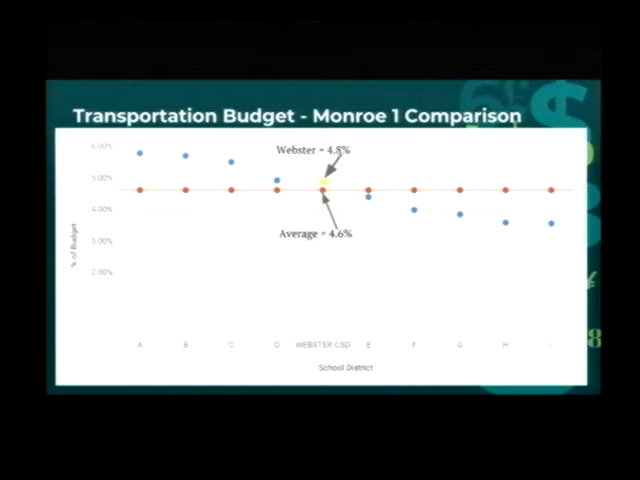 Transportation Budget - Monroe 1 Comparison
6.00%
Webster = 4.8%
5.00%
4.00%
Average = 4.6%
3.00%
% of Budget
2.00%
A B C D WEBSTER CSD E F G H I
School District
¥
8
$